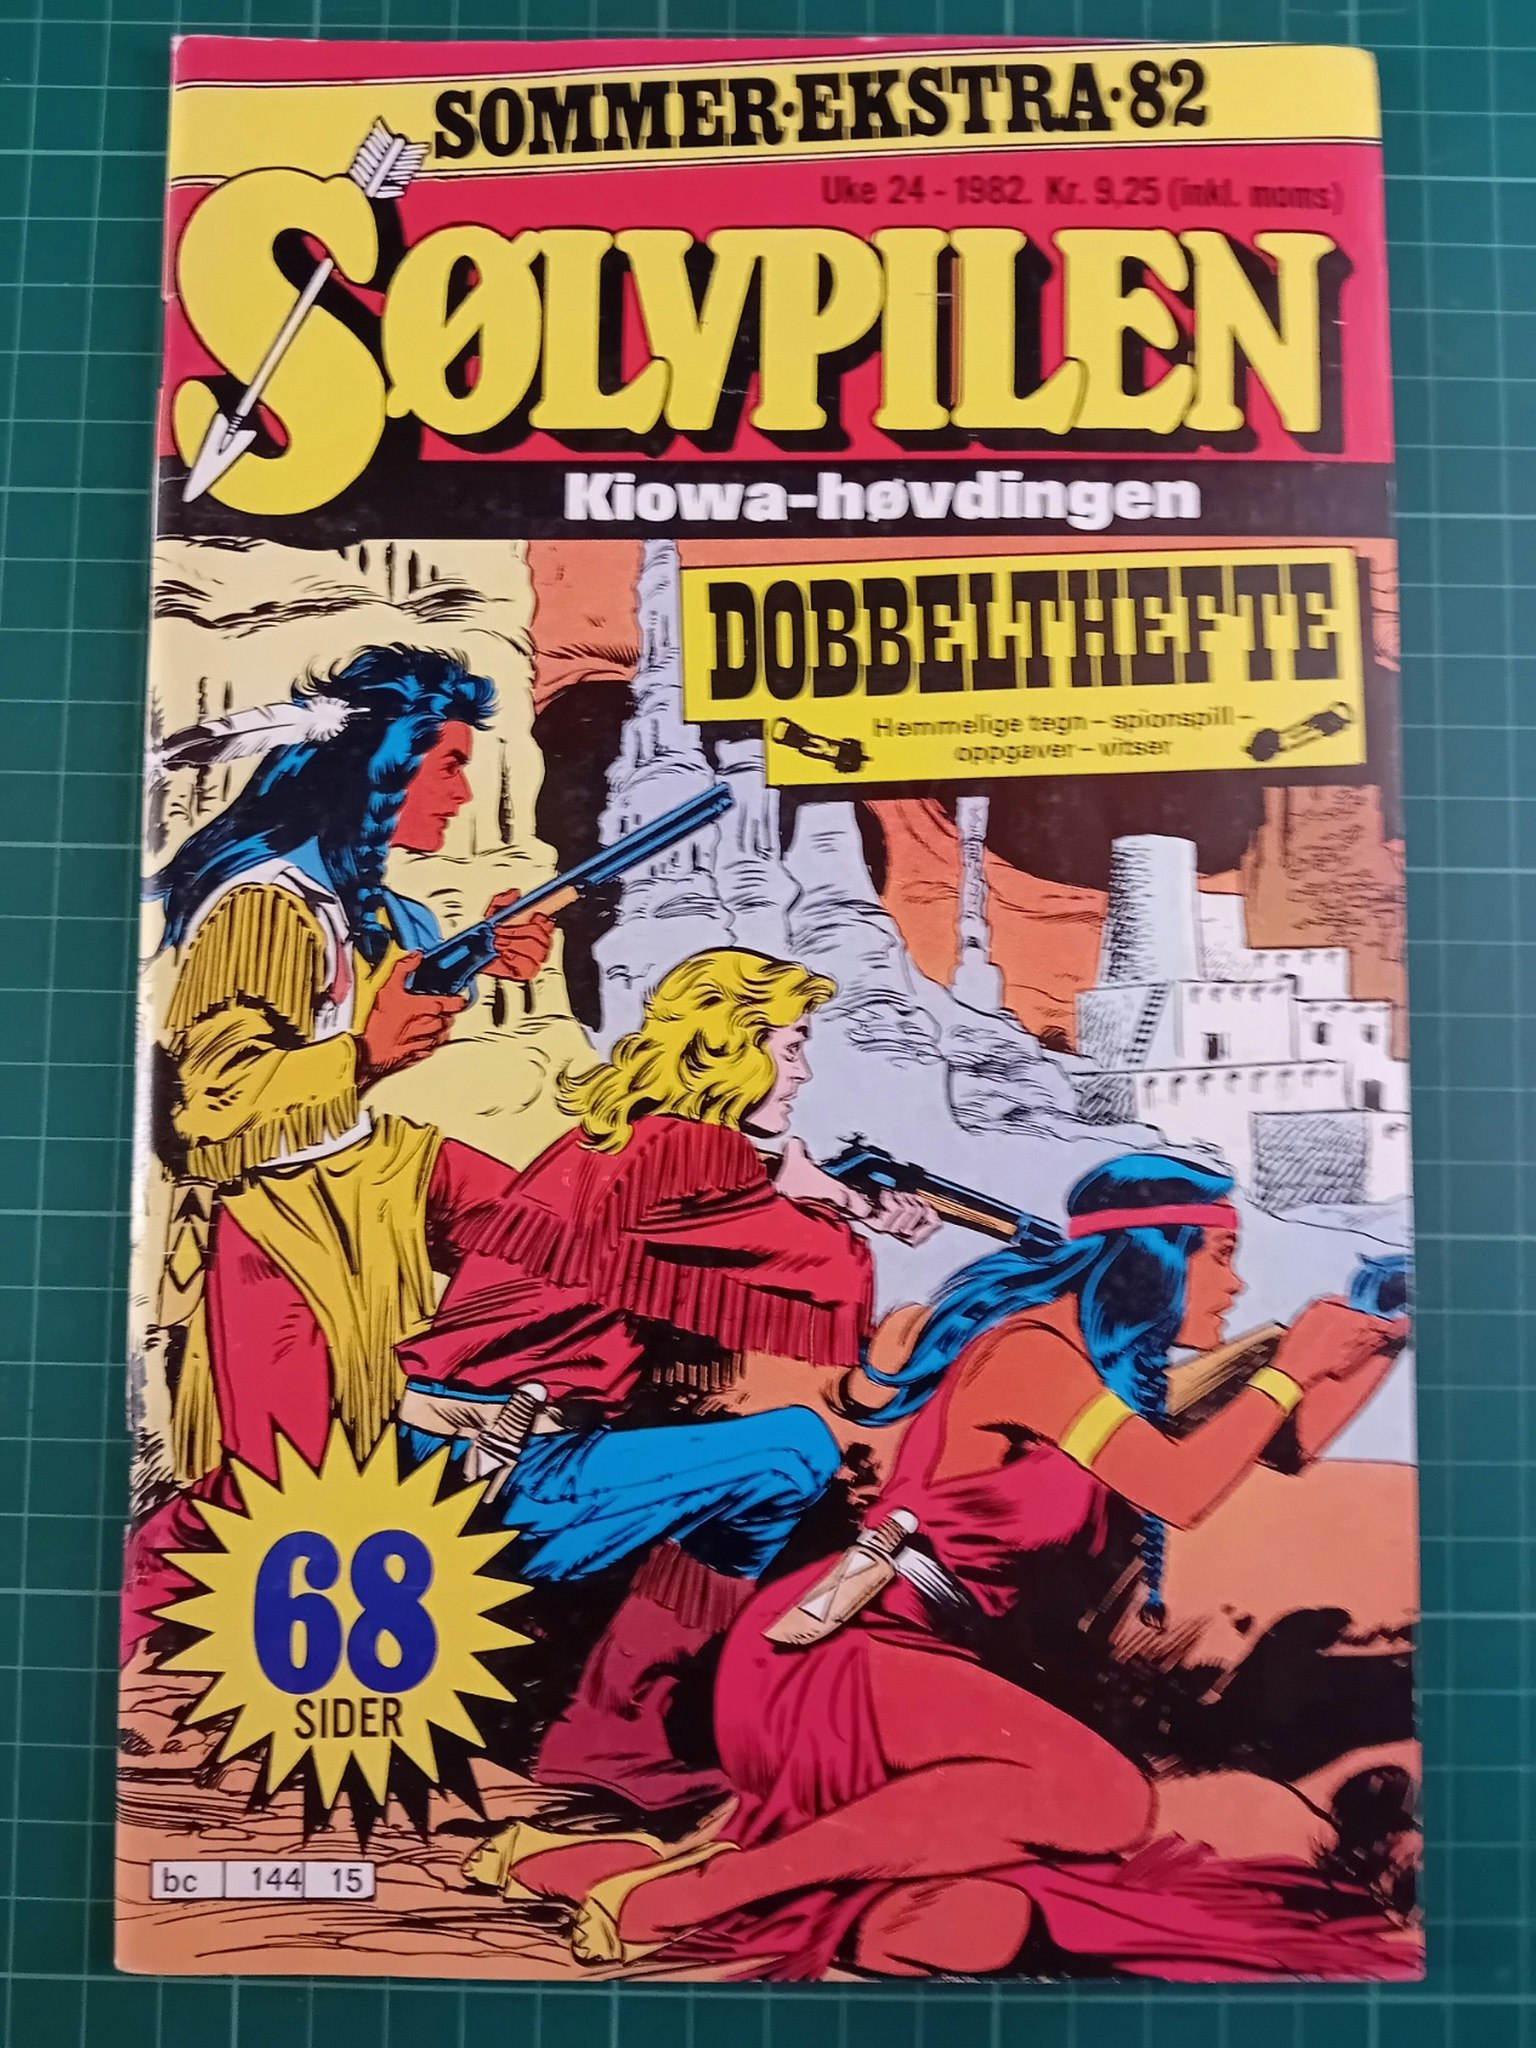 SOMMER·EKSTRA·82
Uke 24 - 1982. Kr. 9,25 (inkl. moms)
SØLVPILEN
Kiowa-høvdingen
DOBBELTHEFTE
Hemmelige tegn – spionspill –
oppgaver – vitser
68
SIDER
bc 144 15